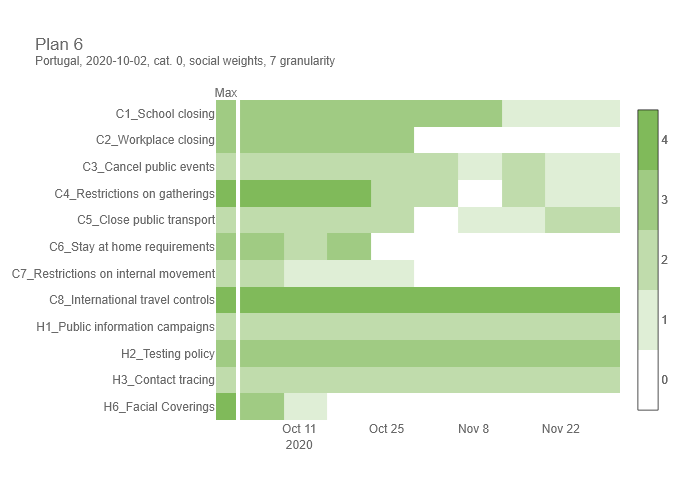 Plan 6
Portugal, 2020-10-02, cat. 0, social weights, 7 granularity
Max
C1_School closing
C2_Workplace closing
C3_Cancel public events
C4_Restrictions on gatherings
C5_Close public transport
C6_Stay at home requirements
C7_Restrictions on internal movement
C8_International travel controls
H1_Public information campaigns
H2_Testing policy
H3_Contact tracing
H6_Facial Coverings
Oct 11
2020
Oct 25
Nov 8
Nov 22
4
3
2
1
0